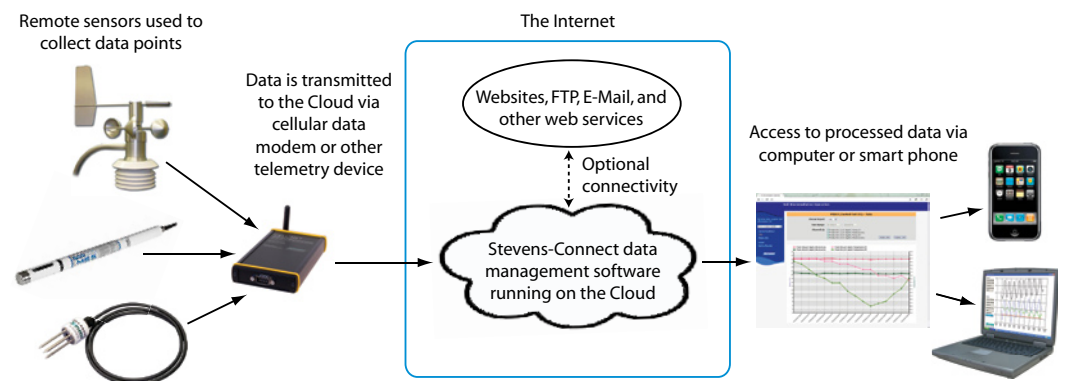 Remote sensors used to
collect data points
Data is transmitted
to the Cloud via
cellular data
modem or other
telemetry device
The Internet
Websites, FTP, E-Mail, and
other web services
Optional
connectivity
Stevens-Connect data
management software
running on the Cloud
Access to processed data via
computer or smart phone